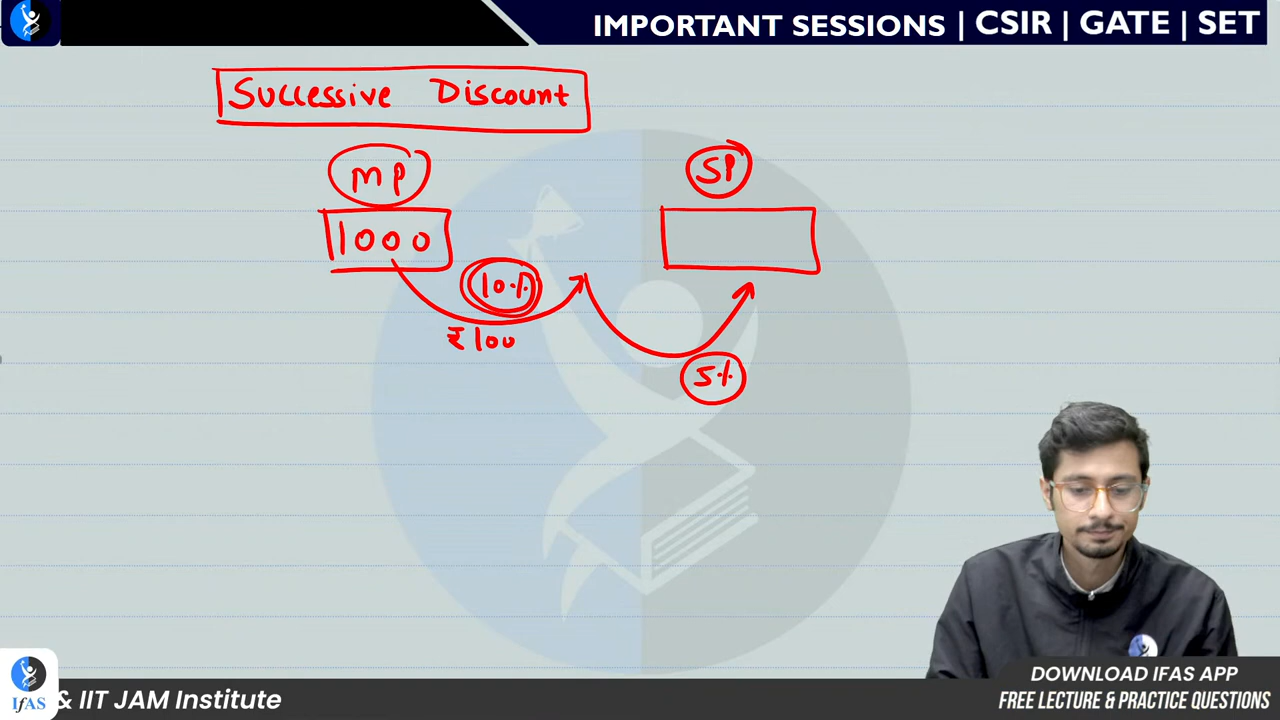 IMPORTANT SESSIONS | CSIR | GATE | SET
Successive Discount
MP
SP
1000
10%
₹100
5%
DOWNLOAD IFAS APP
FREE LECTURE & PRACTICE QUESTIONS
IfAS
& IIT JAM Institute